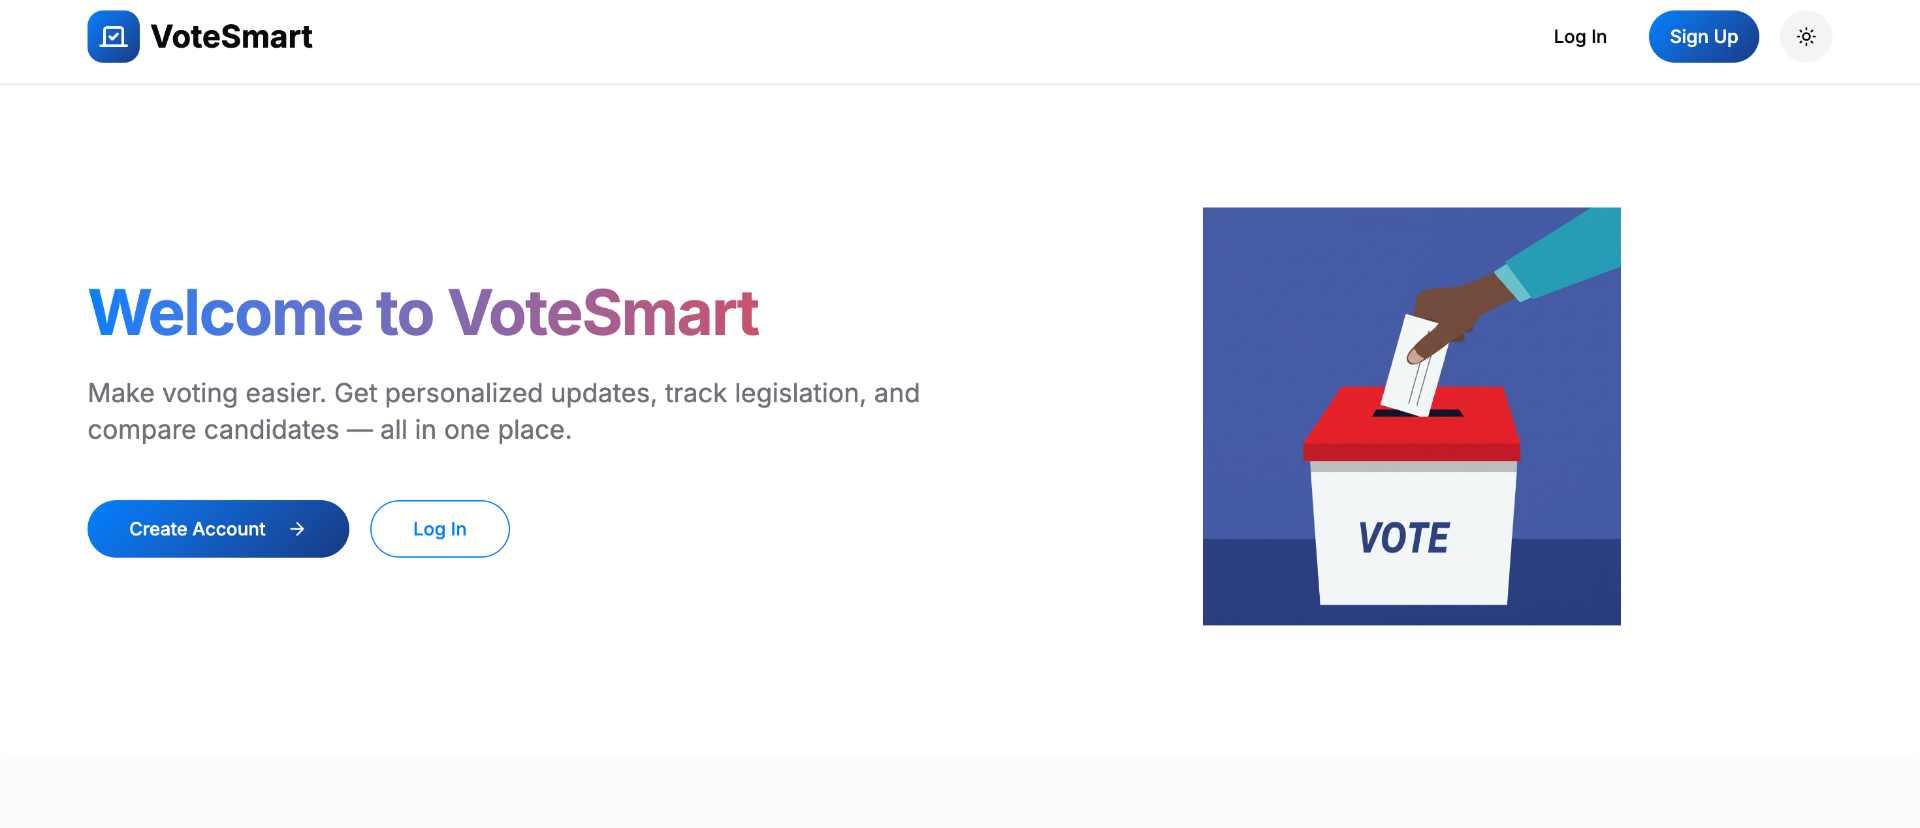 VoteSmart
Log In
Sign Up
Welcome to VoteSmart
Make voting easier. Get personalized updates, track legislation, and
compare candidates — all in one place.
Create Account
Log In
VOTE